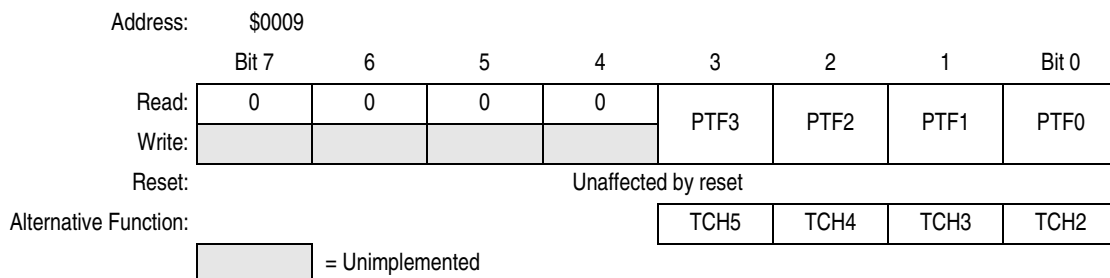 Address: $0009
Bit 7 6 5 4 3 2 1 Bit 0
Read: 0 0 0 0 PTF3 PTF2 PTF1 PTF0
Write:
Reset: Unaffected by reset
Alternative Function: TCH5 TCH4 TCH3 TCH2
= Unimplemented